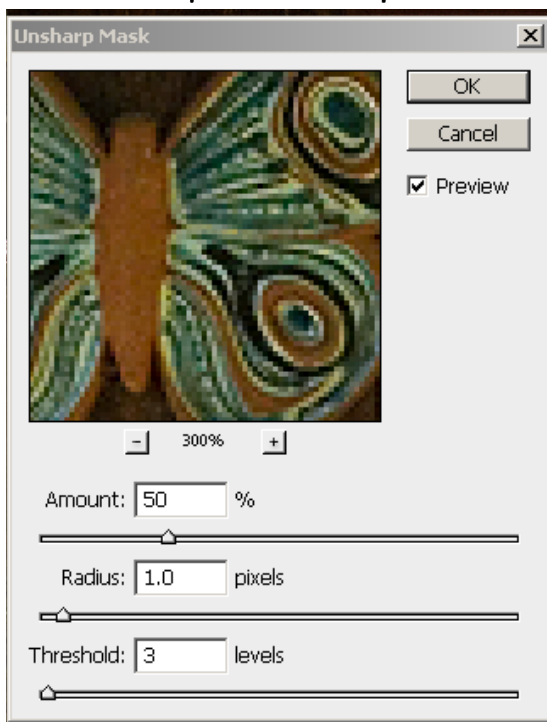 Unsharp Mask
OK
Cancel
Preview
- 300% +
Amount: 50 %
Radius: 1.0 pixels
Threshold: 3 levels